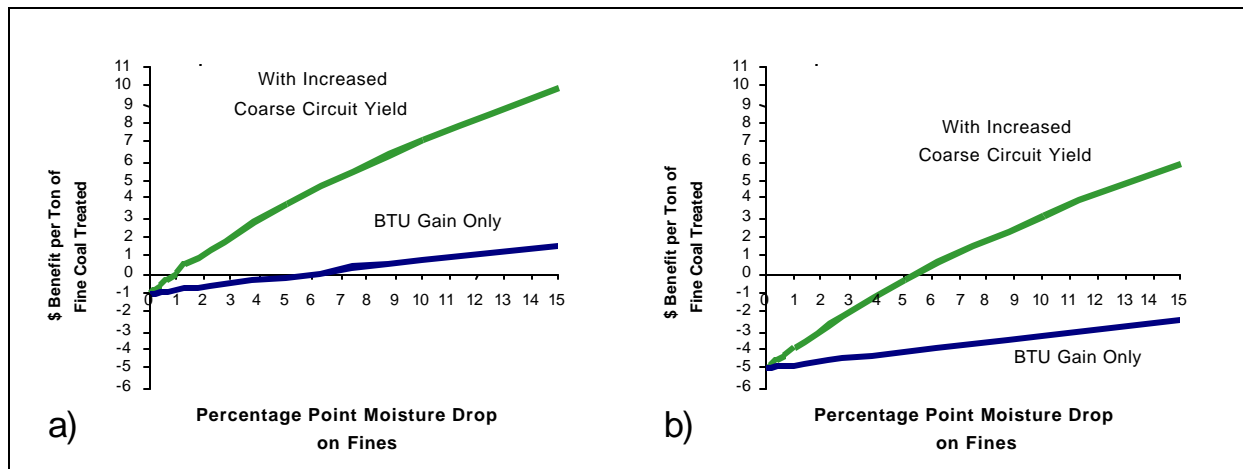 11
10
9
8
7
6
5
4
3
2
1
0
-1
-2
-3
-4
-5
-6
$ Benefit per Ton of
Fine Coal Treated
With Increased
Coarse Circuit Yield
BTU Gain Only
0 1 2 3 4 5 6 7 8 9 10 11 12 13 14 15
Percentage Point Moisture Drop
on Fines
a)
11
10
9
8
7
6
5
4
3
2
1
0
-1
-2
-3
-4
-5
-6
$ Benefit per Ton of
Fine Coal Treated
With Increased
Coarse Circuit Yield
0 1 2 3 4 5 6 7 8 9 10 11 12 13 14 15
BTU Gain Only
Percentage Point Moisture Drop
on Fines
b)